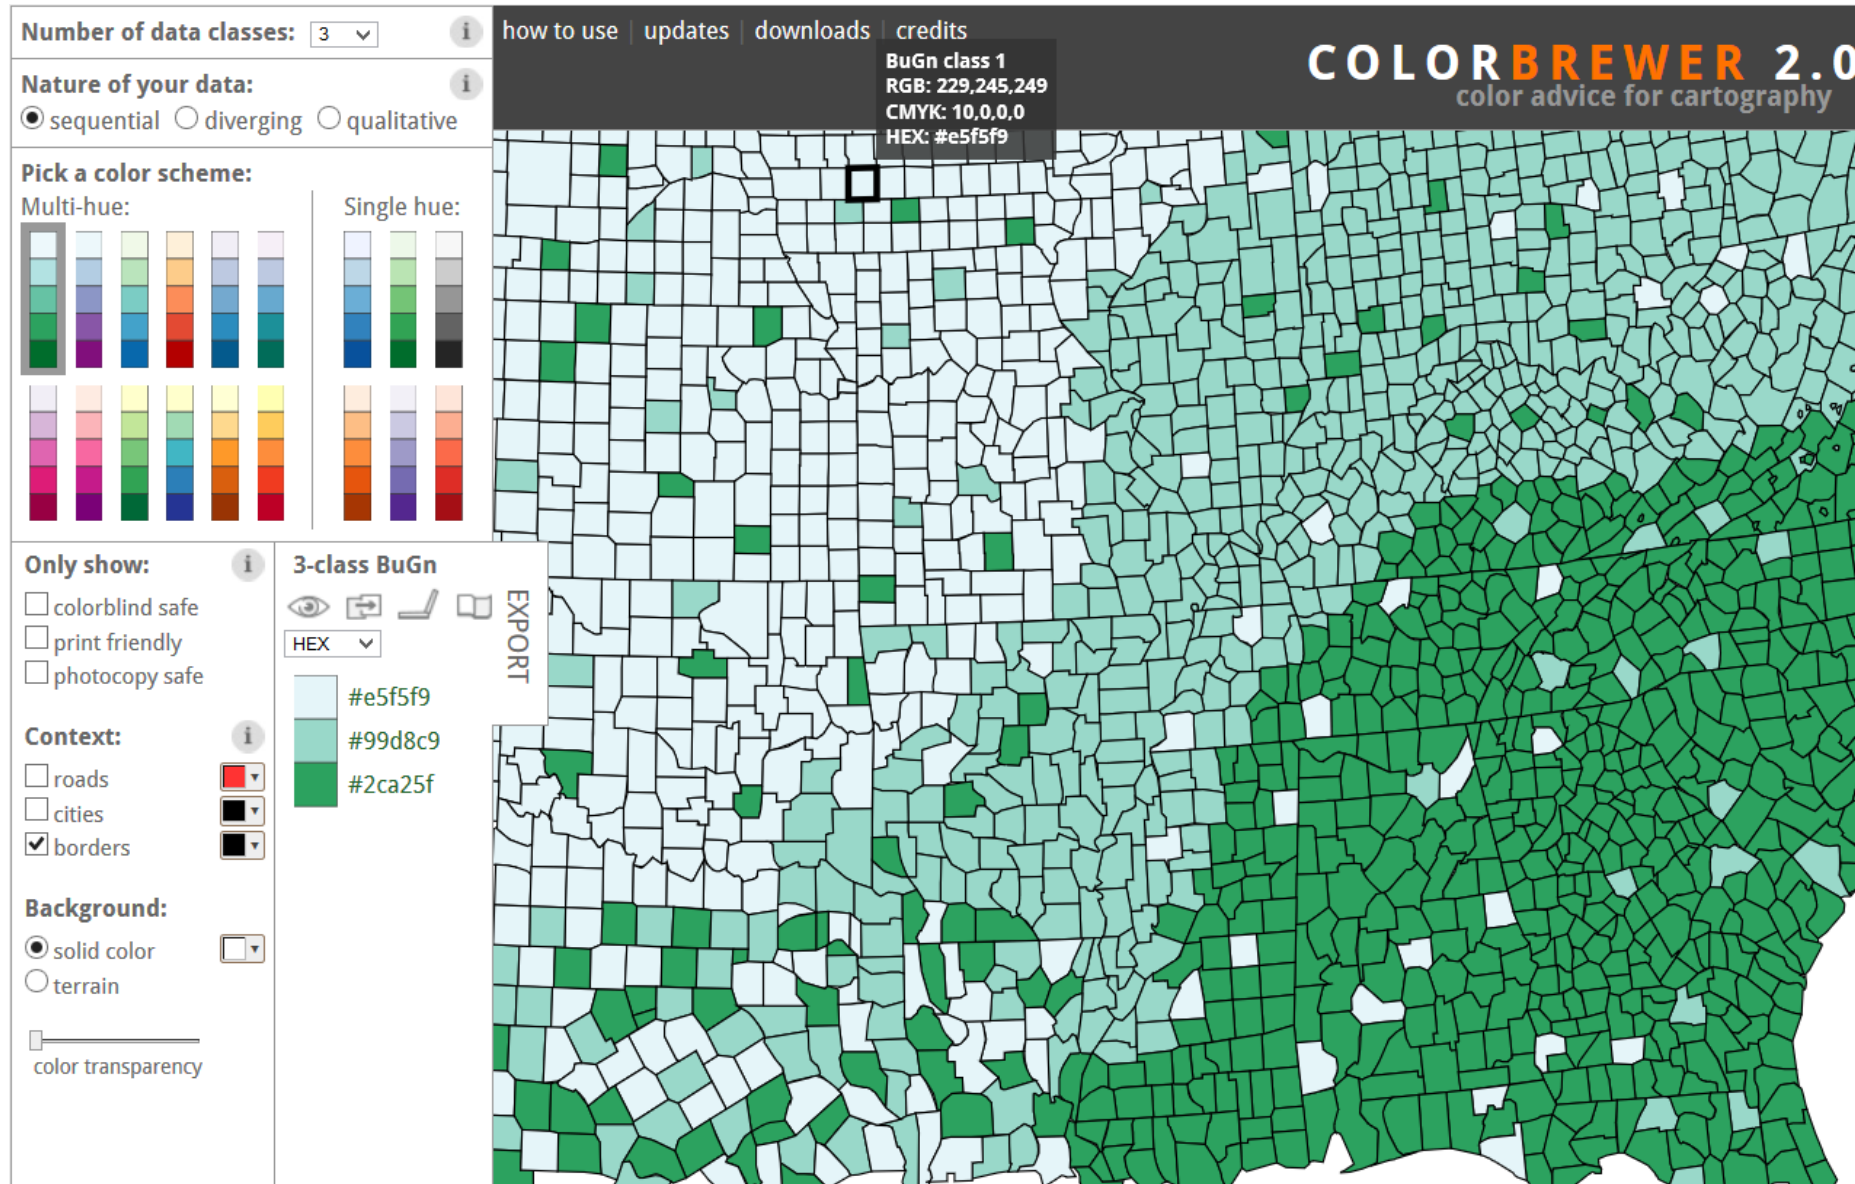 Number of data classes: 3
Nature of your data:
sequential diverging qualitative
Pick a color scheme:
Multi-hue: Single hue:
Only show:
colorblind safe
print friendly
photocopy safe
Context:
roads
cities
borders
Background:
solid color
terrain
color transparency
3-class BuGn
HEX
#e5f5f9
#99d8c9
#2ca25f
EXPORT
how to use updates downloads credits
BuGn class 1
RGB: 229,245,249
CMYK: 10,0,0,0
HEX: #e5f5f9
COLORBREWER 2.0
color advice for cartography